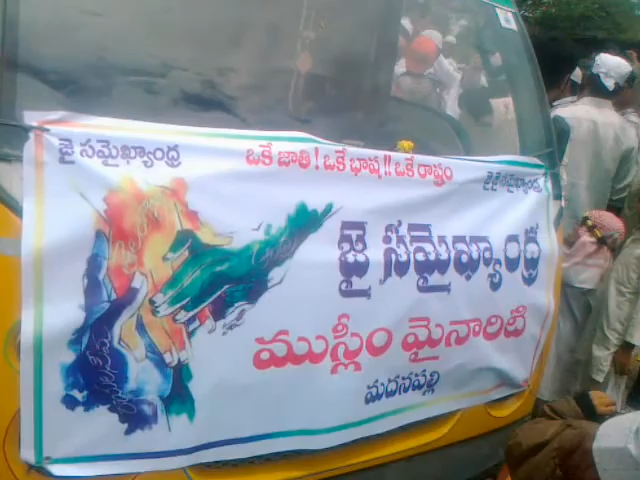 జై సమైఖ్యాంద్ర
ఒకే జాతి ! ఒకే భాష !! ఒకే రాష్ట్రం
జై జై సమైఖ్యాంద్ర
జై సమైఖ్యాంద్ర
ముస్లీం మైనారిటి
మదనపల్లి